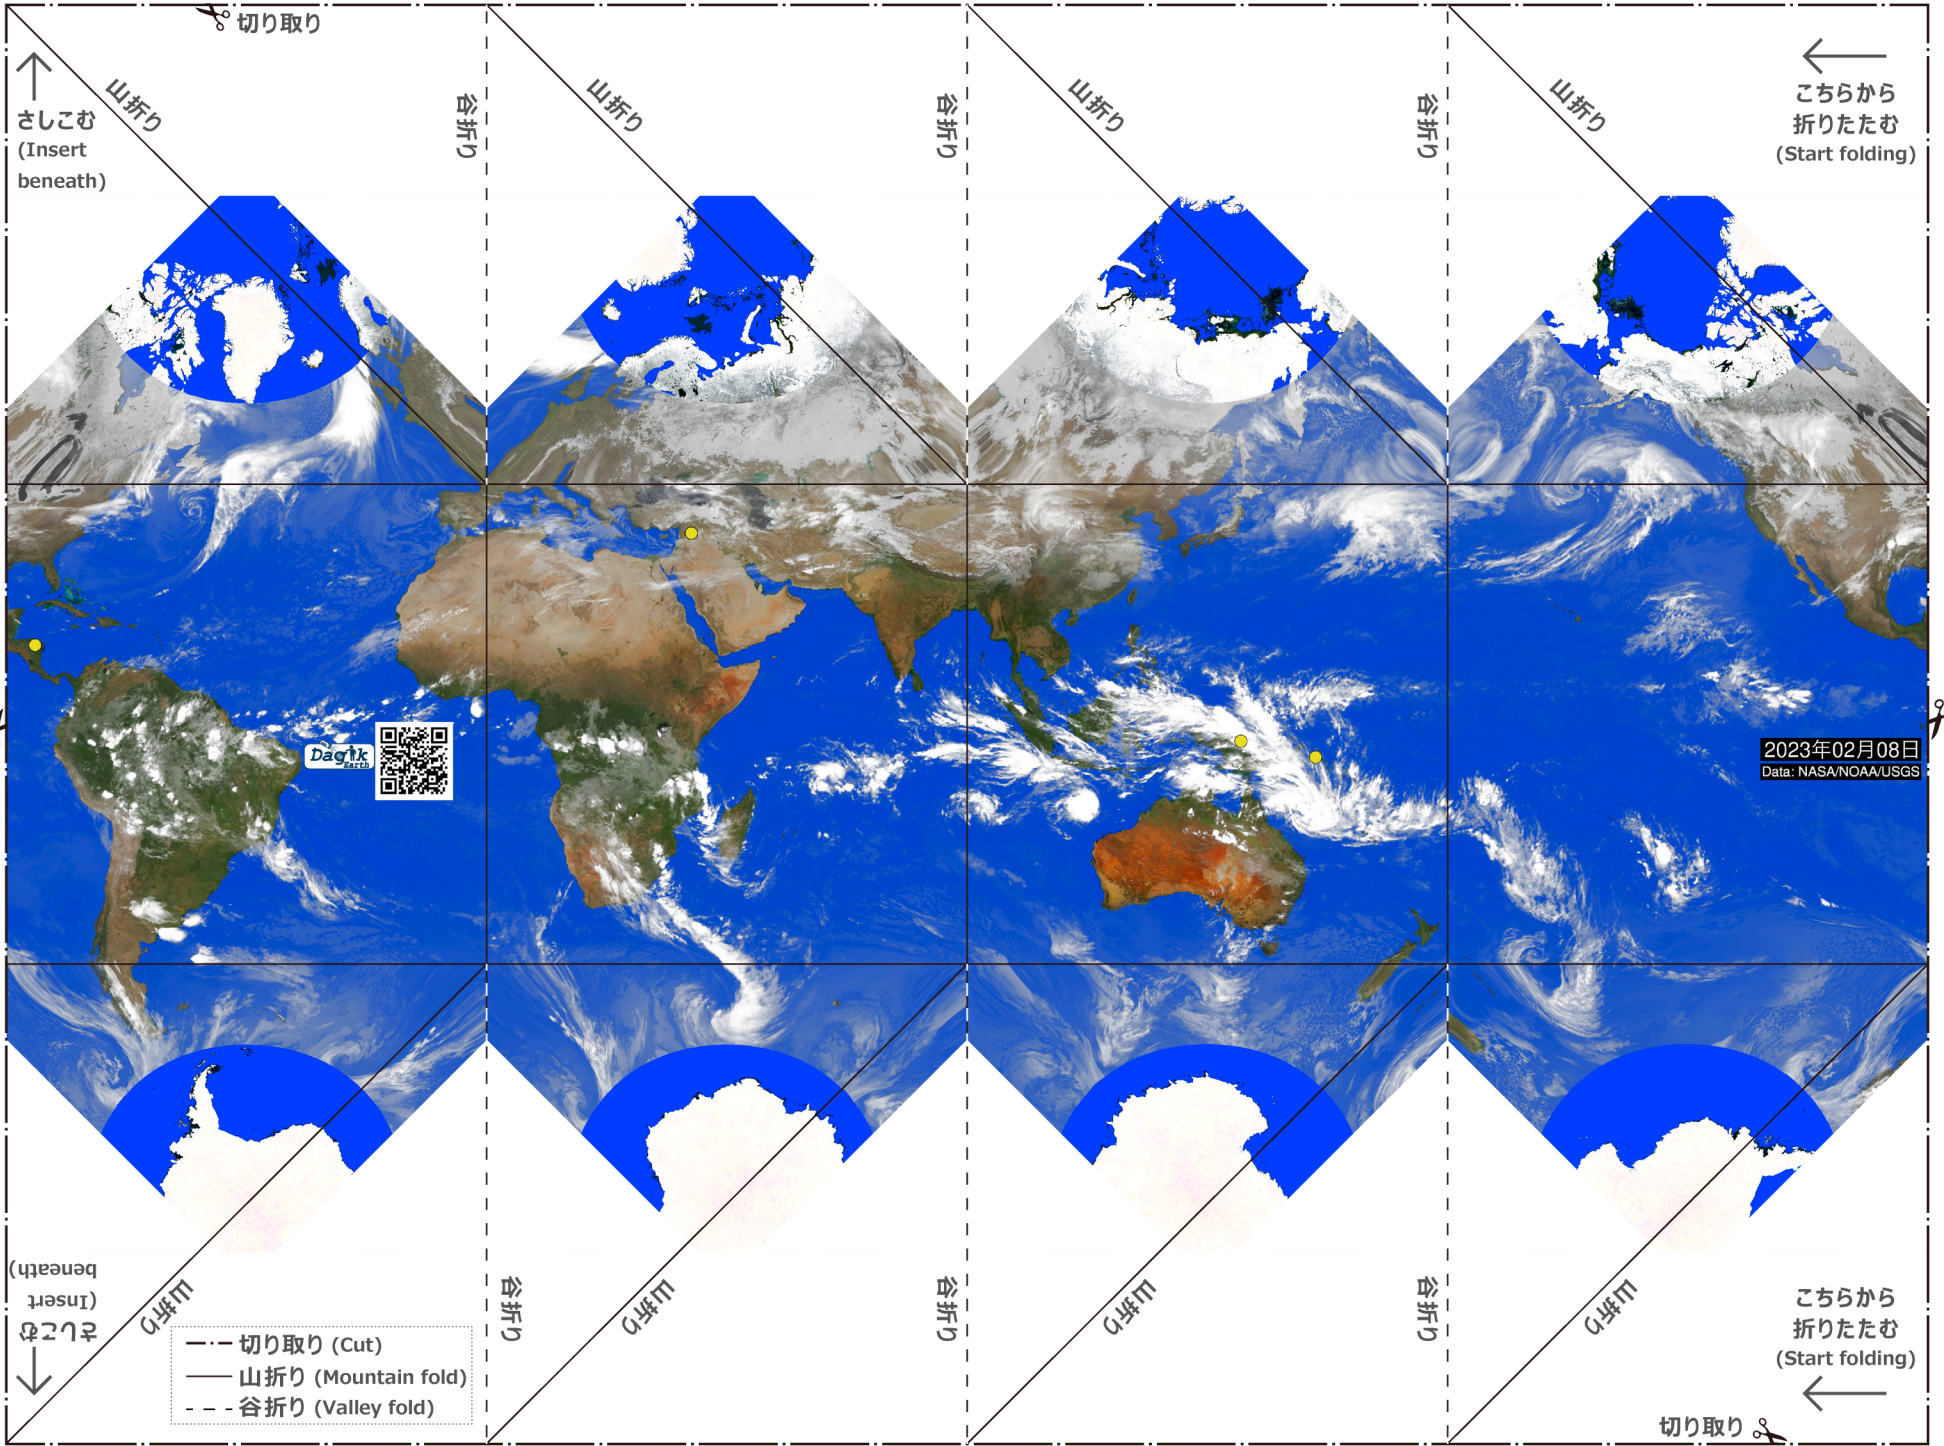 切り取り
山折り
谷折り
山折り
谷折り
山折り
谷折り
山折り
こちらから
折りたたむ
(Start folding)
さしこむ
(Insert
beneath)
Dagik
Earth
2023年02月08日
Data: NASA/NOAA/USGS
さしこむ
(Insert
beneath)
山折り
谷折り
山折り
谷折り
山折り
谷折り
山折り
こちらから
折りたたむ
(Start folding)
切り取り (Cut)
山折り (Mountain fold)
谷折り (Valley fold)
切り取り